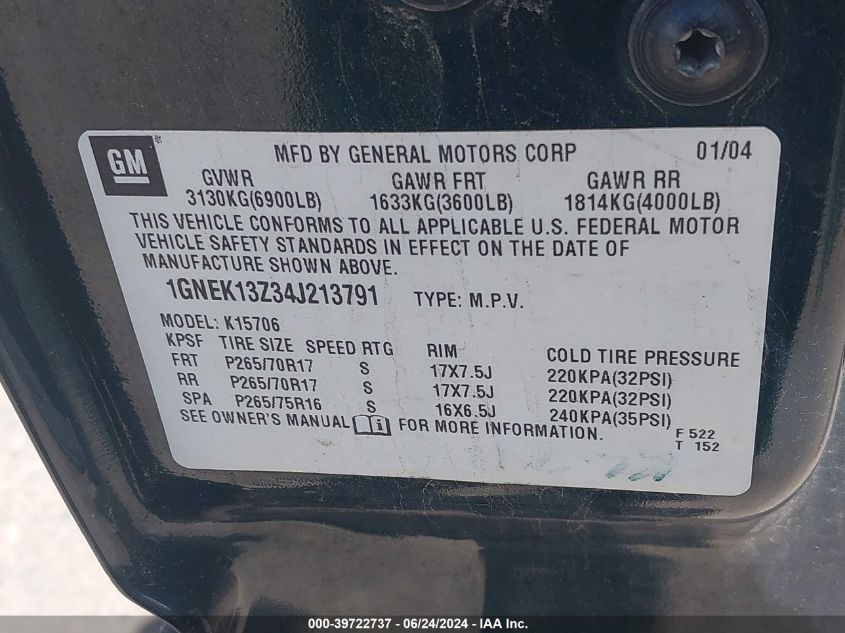 GM ® MFD BY GENERAL MOTORS CORP 01/04
GVWR GAWR FRT GAWR RR
3130KG(6900LB) 1633KG(3600LB) 1814KG(4000LB)
THIS VEHICLE CONFORMS TO ALL APPLICABLE U.S. FEDERAL MOTOR
VEHICLE SAFETY STANDARDS IN EFFECT ON THE DATE OF
MANUFACTURE SHOWN ABOVE.
1GNEK13Z34J213791 TYPE: M.P.V.
MODEL: K15706
KPSF TIRE SIZE SPEED RTG RIM COLD TIRE PRESSURE
FRT P265/70R17 S 17X7.5J 220KPA(32PSI)
RR P265/70R17 S 17X7.5J 220KPA(32PSI)
SPA P265/75R16 S 16X6.5J 240KPA(35PSI)
SEE OWNER'S MANUAL FOR MORE INFORMATION.
F 522
T 152
000-39722737 - 06/24/2024 - IAA Inc.